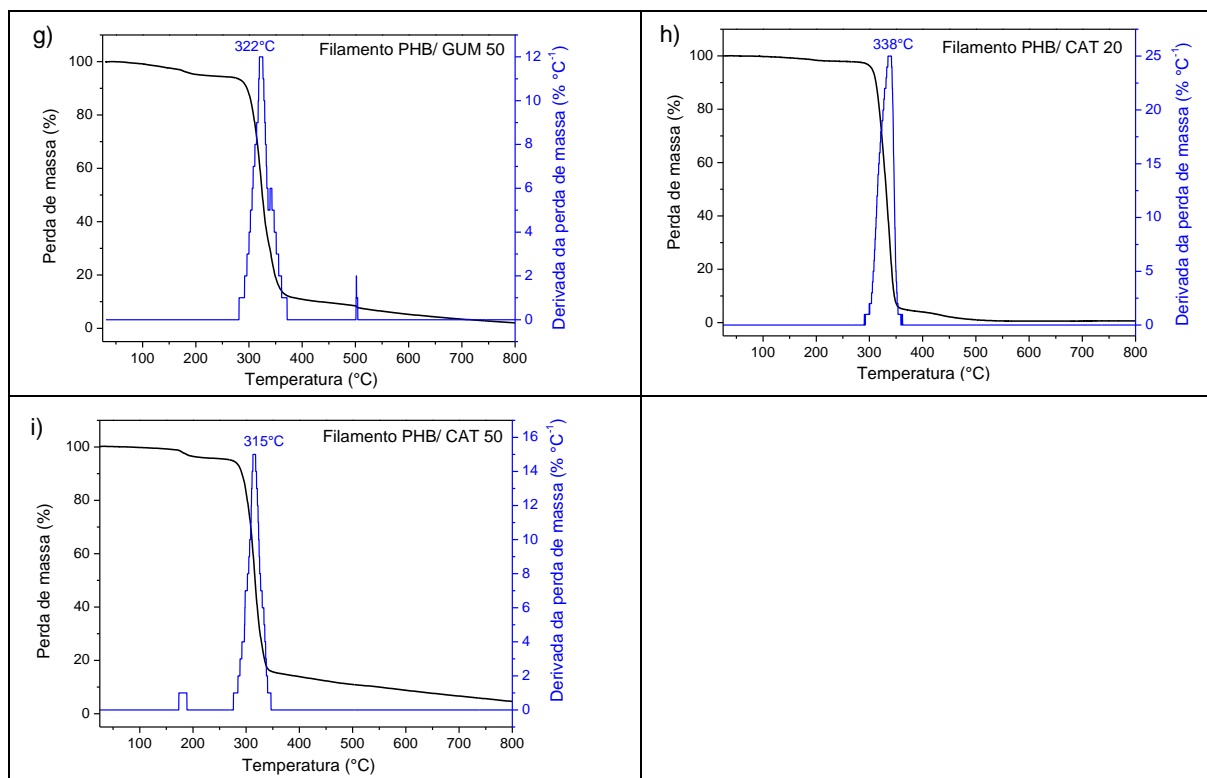 g)
322°C
Filamento PHB/ GUM 50
100
80
60
40
20
0
Perda de massa (%)
12
10
8
6
4
2
0
Derivada da perda de massa (% °C⁻¹)
100 200 300 400 500 600 700 800
Temperatura (°C)
h)
338°C
Filamento PHB/ CAT 20
100
80
60
40
20
0
Perda de massa (%)
25
20
15
10
5
0
Derivada da perda de massa (% °C⁻¹)
100 200 300 400 500 600 700 800
Temperatura (°C)
i)
315°C
Filamento PHB/ CAT 50
100
80
60
40
20
0
Perda de massa (%)
16
14
12
10
8
6
4
2
0
Derivada da perda de massa (% °C⁻¹)
100 200 300 400 500 600 700 800
Temperatura (°C)